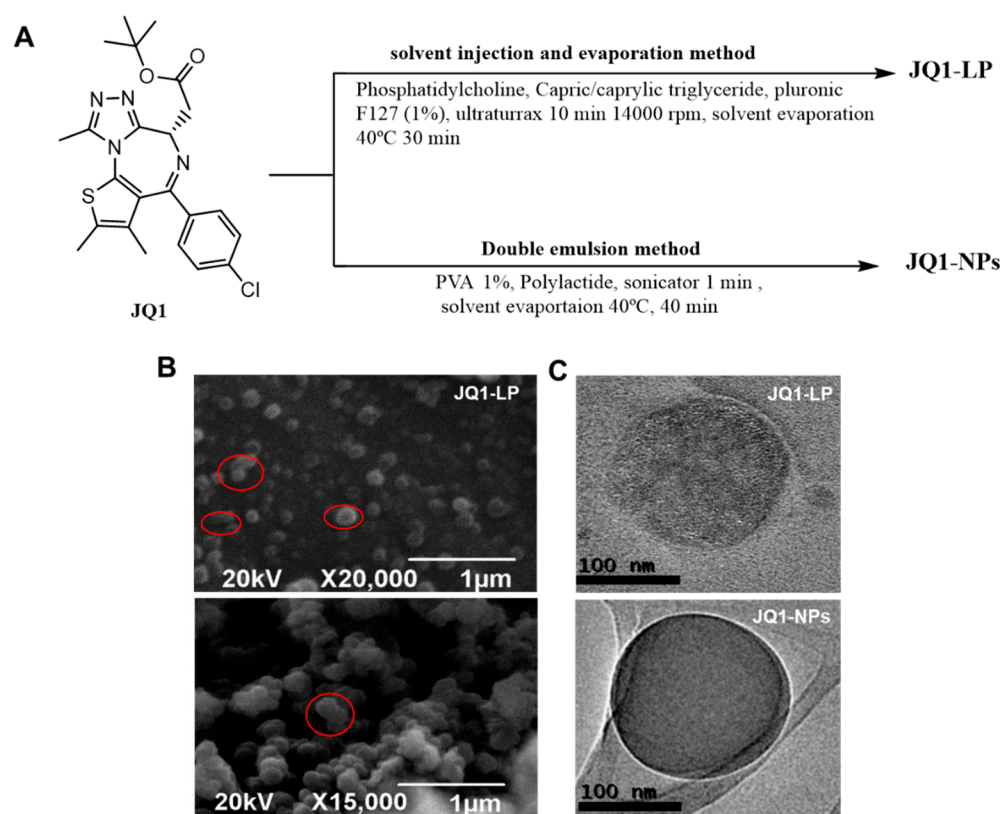 A
O
O
N
N
N
N
S
Cl
JQ1
solvent injection and evaporation method
Phosphatidylcholine, Capric/caprylic triglyceride, pluronic
F127 (1%), ultraturrax 10 min 14000 rpm, solvent evaporation
40ºC 30 min
JQ1-LP
Double emulsion method
PVA 1%, Polylactide, sonicator 1 min ,
solvent evaportaion 40ºC, 40 min
JQ1-NPs
B
JQ1-LP
20kV X20,000 1µm
20kV X15,000 1µm
C
JQ1-LP
100 nm
JQ1-NPs
100 nm